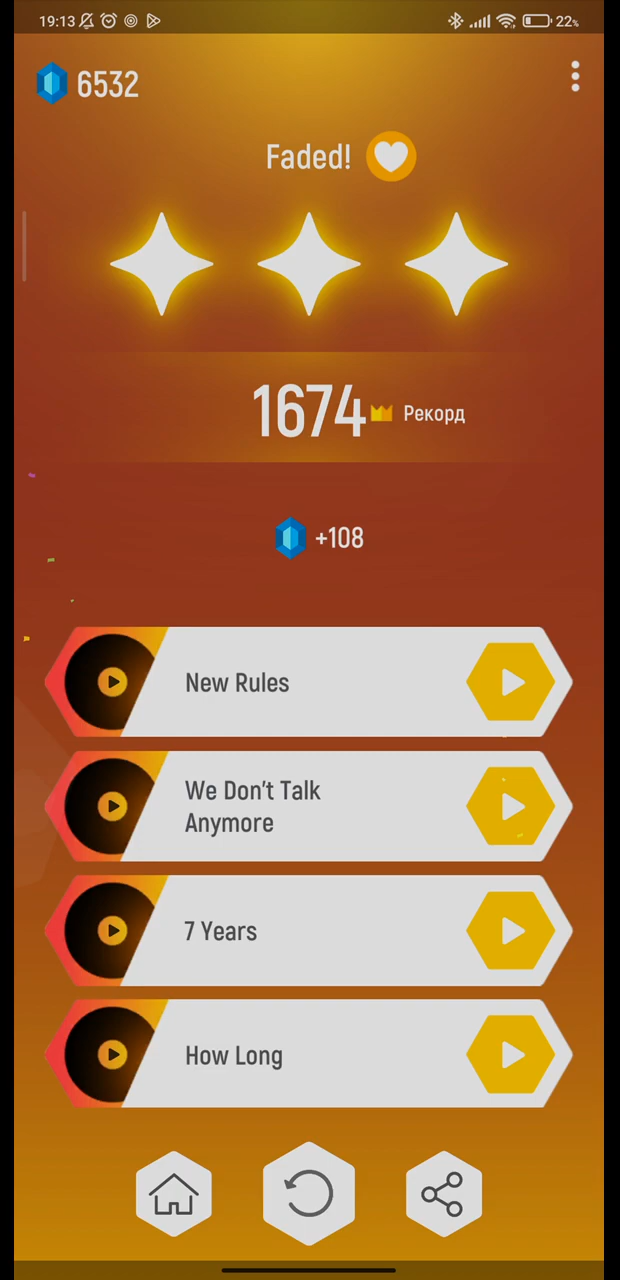 19:13 22%
6532
Faded!
1674 Рекорд
+108
New Rules
We Don't Talk
Anymore
7 Years
How Long